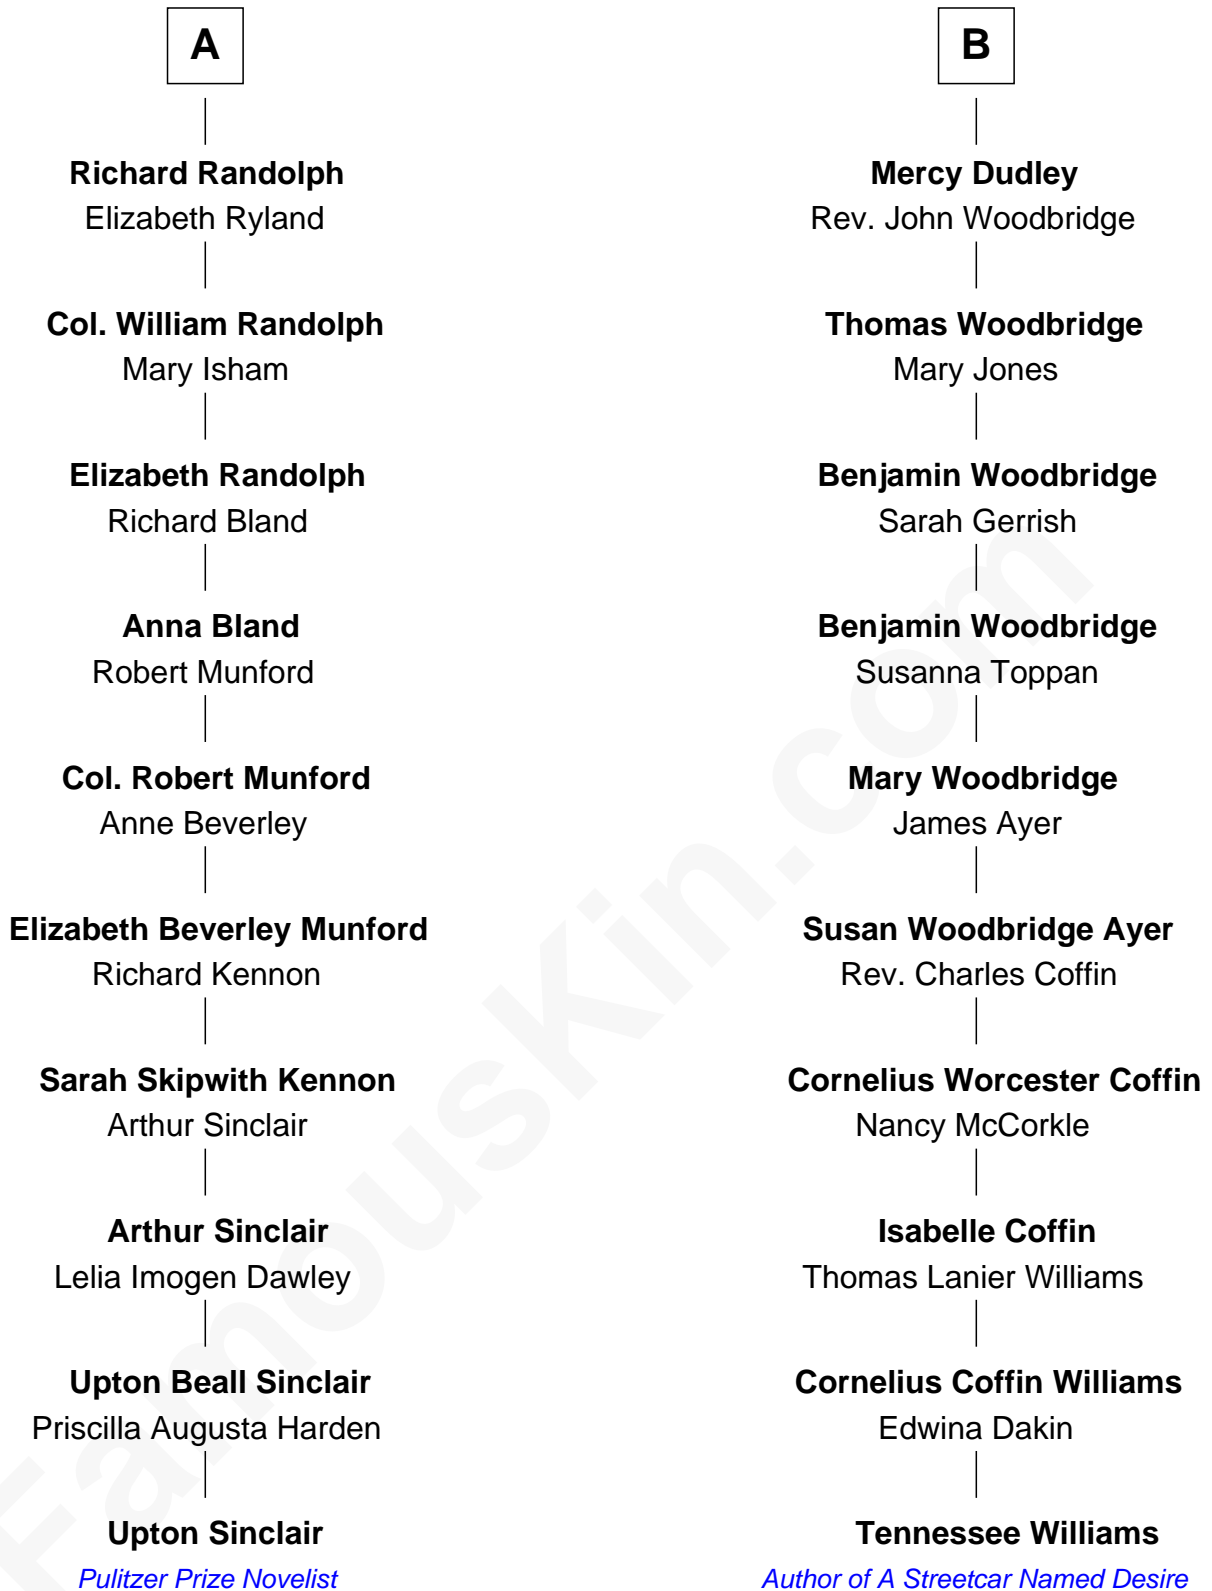 A
Richard Randolph
Elizabeth Ryland
Col. William Randolph
Mary Isham
Elizabeth Randolph
Richard Bland
Anna Bland
Robert Munford
Col. Robert Munford
Anne Beverley
Elizabeth Beverley Munford
Richard Kennon
Sarah Skipwith Kennon
Arthur Sinclair
Arthur Sinclair
Lelia Imogen Dawley
Upton Beall Sinclair
Priscilla Augusta Harden
Upton Sinclair
Pulitzer Prize Novelist
B
Mercy Dudley
Rev. John Woodbridge
Thomas Woodbridge
Mary Jones
Benjamin Woodbridge
Sarah Gerrish
Benjamin Woodbridge
Susanna Toppan
Mary Woodbridge
James Ayer
Susan Woodbridge Ayer
Rev. Charles Coffin
Cornelius Worcester Coffin
Nancy McCorkle
Isabelle Coffin
Thomas Lanier Williams
Cornelius Coffin Williams
Edwina Dakin
Tennessee Williams
Author of A Streetcar Named Desire
FamousKin.com